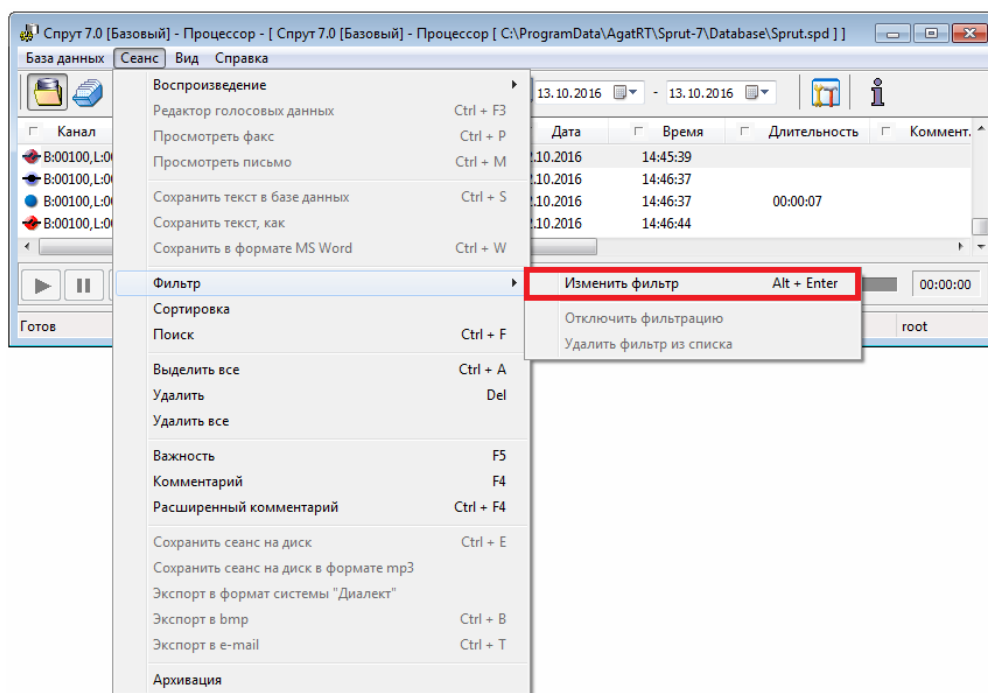 Спрут 7.0 [Базовый] - Процессор - [ Спрут 7.0 [Базовый] - Процессор [ C:\ProgramData\AgatRT\Sprut-7\Database\Sprut.spd ] ]
База данных Сеанс Вид Справка
13.10.2016 - 13.10.2016
Канал Дата Время Длительность Коммент.
B:00100, L:0 .10.2016 14:45:39
B:00100, L:0 .10.2016 14:46:37
B:00100, L:0 .10.2016 14:46:37 00:00:07
B:00100, L:0 .10.2016 14:46:44
00:00:00
Готов root
Воспроизведение
Редактор голосовых данных Ctrl + F3
Просмотреть факс Ctrl + P
Просмотреть письмо Ctrl + M
Сохранить текст в базе данных Ctrl + S
Сохранить текст, как
Сохранить в формате MS Word Ctrl + W
Фильтр
Изменить фильтр Alt + Enter
Отключить фильтрацию
Удалить фильтр из списка
Сортировка
Поиск Ctrl + F
Выделить все Ctrl + A
Удалить Del
Удалить все
Важность F5
Комментарий F4
Расширенный комментарий Ctrl + F4
Сохранить сеанс на диск Ctrl + E
Сохранить сеанс на диск в формате mp3
Экспорт в формат системы "Диалект"
Экспорт в bmp Ctrl + B
Экспорт в e-mail Ctrl + T
Архивация